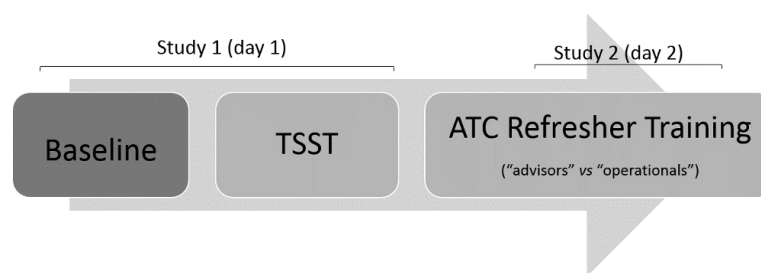 Study 1 (day 1)
Study 2 (day 2)
Baseline
TSST
ATC Refresher Training
("advisors" vs "operationals")